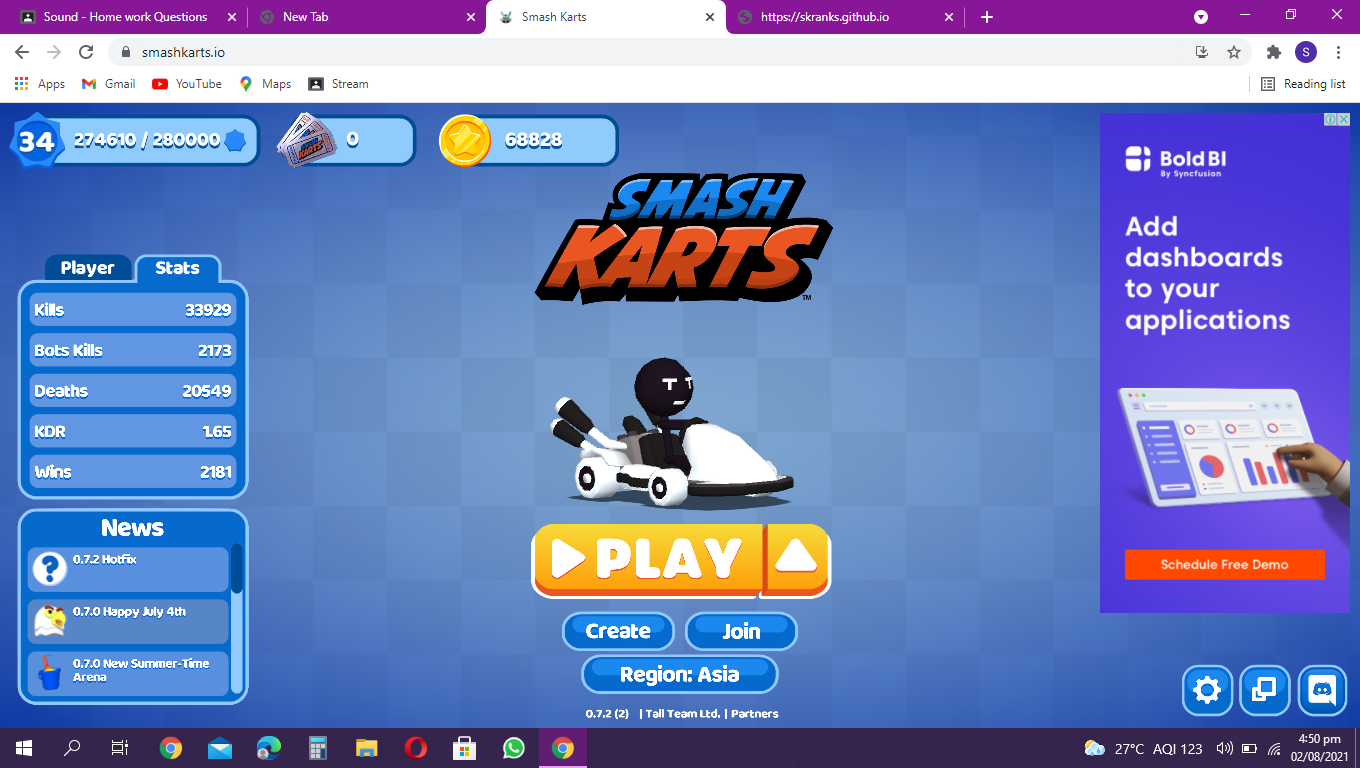 Sound - Home work Questions
New Tab
Smash Karts
https://skranks.github.io
smashkarts.io
S
Apps
Gmail
YouTube
Maps
Stream
Reading list
34
274610 / 280000
SMASH KARTS
0
68828
SMASH
KARTS™
Player
Stats
Kills 33929
Bots Kills 2173
Deaths 20549
KDR 1.65
Wins 2181
News
0.7.2 Hotfix
0.7.0 Happy July 4th
0.7.0 New Summer-Time
Arena
PLAY
Create
Join
Region: Asia
0.7.2 (2) | Tall Team Ltd. | Partners
Bold BI
By Syncfusion
Add
dashboards
to your
applications
Schedule Free Demo
27°C AQI 123
4:50 pm
02/08/2021